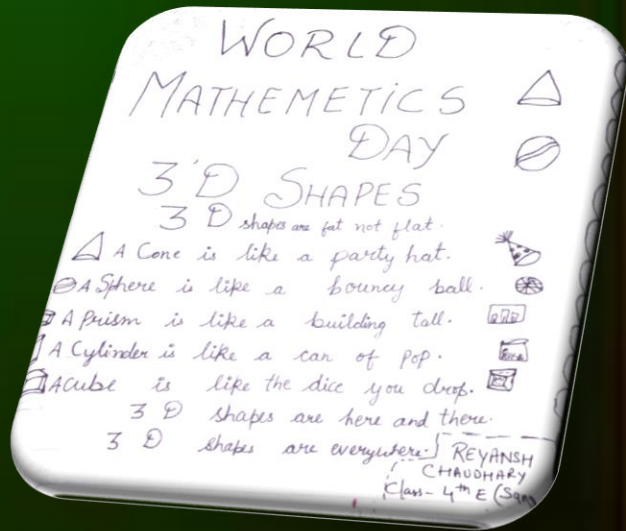 WORLD
MATHEMETICS
DAY
3'D SHAPES
3 D shapes are fat not flat.
A Cone is like a party hat.
A Sphere is like a bouncy ball.
A Prism is like a building tall.
A Cylinder is like a can of pop.
A cube is like the dice you drop.
3 D shapes are here and there.
3 D shapes are everywhere.
REYANSH
CHAUDHARY
Class- 4th E